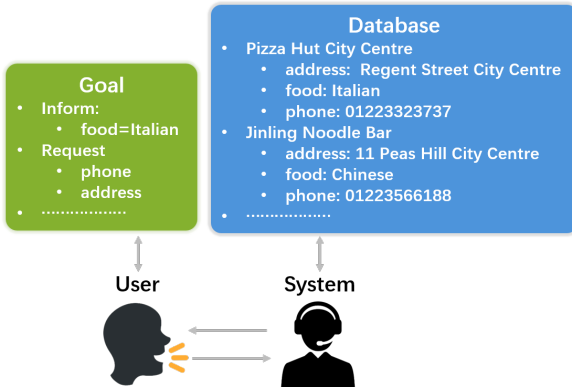 Goal
• Inform:
• food=Italian
• Request
• phone
• address
• ..................
Database
• Pizza Hut City Centre
• address: Regent Street City Centre
• food: Italian
• phone: 01223323737
• Jinling Noodle Bar
• address: 11 Peas Hill City Centre
• food: Chinese
• phone: 01223566188
• ..................
User
System